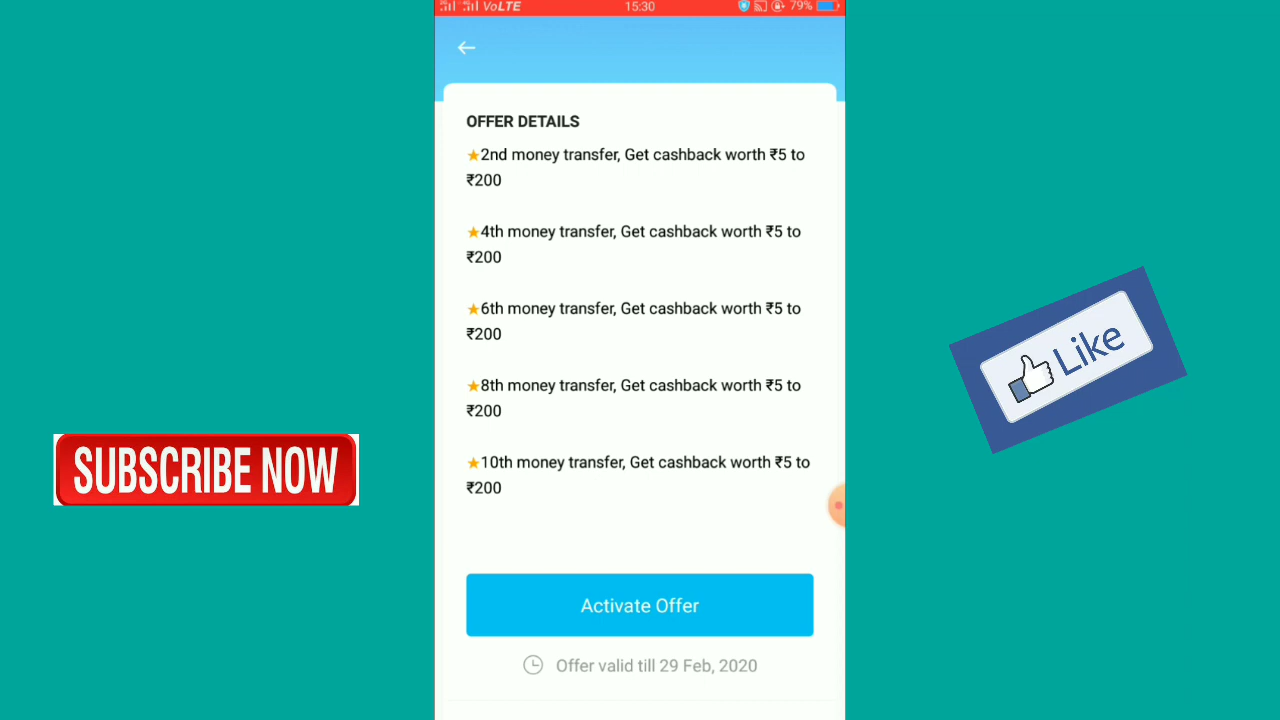 VoLTE 15:30 79%
OFFER DETAILS
★2nd money transfer, Get cashback worth ₹5 to
₹200
★4th money transfer, Get cashback worth ₹5 to
₹200
★6th money transfer, Get cashback worth ₹5 to
₹200
★8th money transfer, Get cashback worth ₹5 to
₹200
★10th money transfer, Get cashback worth ₹5 to
₹200
Activate Offer
Offer valid till 29 Feb, 2020
SUBSCRIBE NOW
Like